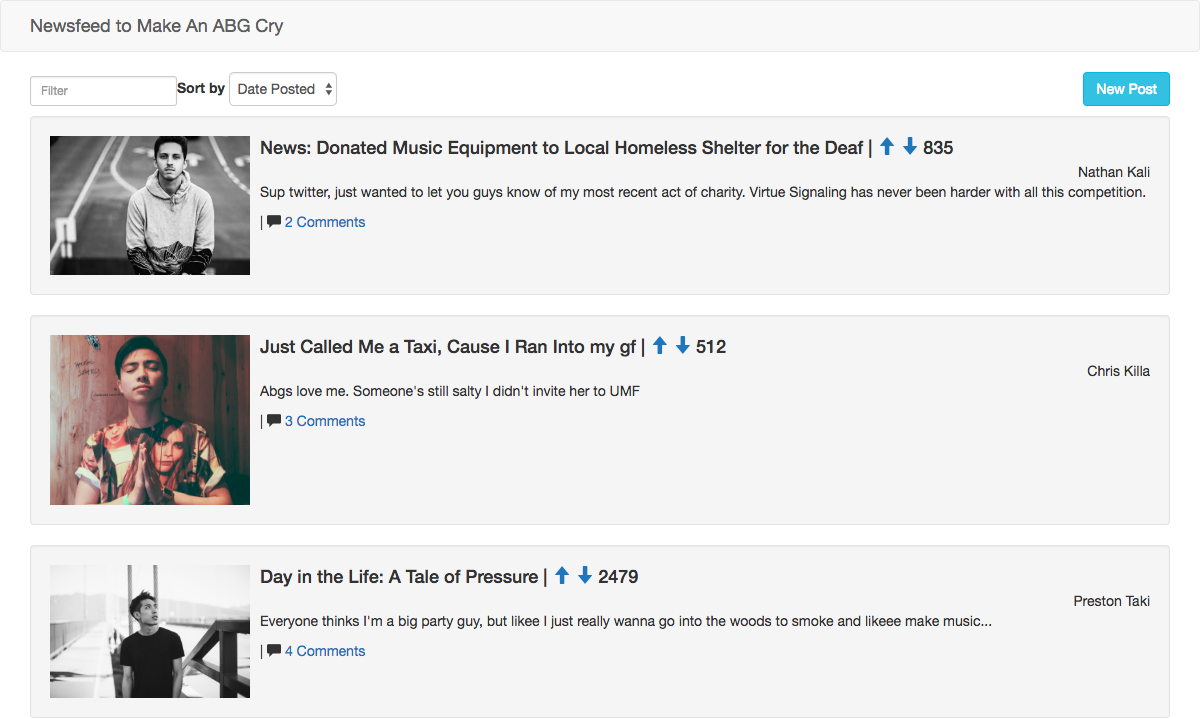 Newsfeed to Make An ABG Cry
Filter Sort by Date Posted New Post
News: Donated Music Equipment to Local Homeless Shelter for the Deaf | 835
Nathan Kali
Sup twitter, just wanted to let you guys know of my most recent act of charity. Virtue Signaling has never been harder with all this competition.
| 2 Comments
Just Called Me a Taxi, Cause I Ran Into my gf | 512
Chris Killa
Abgs love me. Someone's still salty I didn't invite her to UMF
| 3 Comments
Day in the Life: A Tale of Pressure | 2479
Preston Taki
Everyone thinks I'm a big party guy, but likee I just really wanna go into the woods to smoke and likeee make music...
| 4 Comments